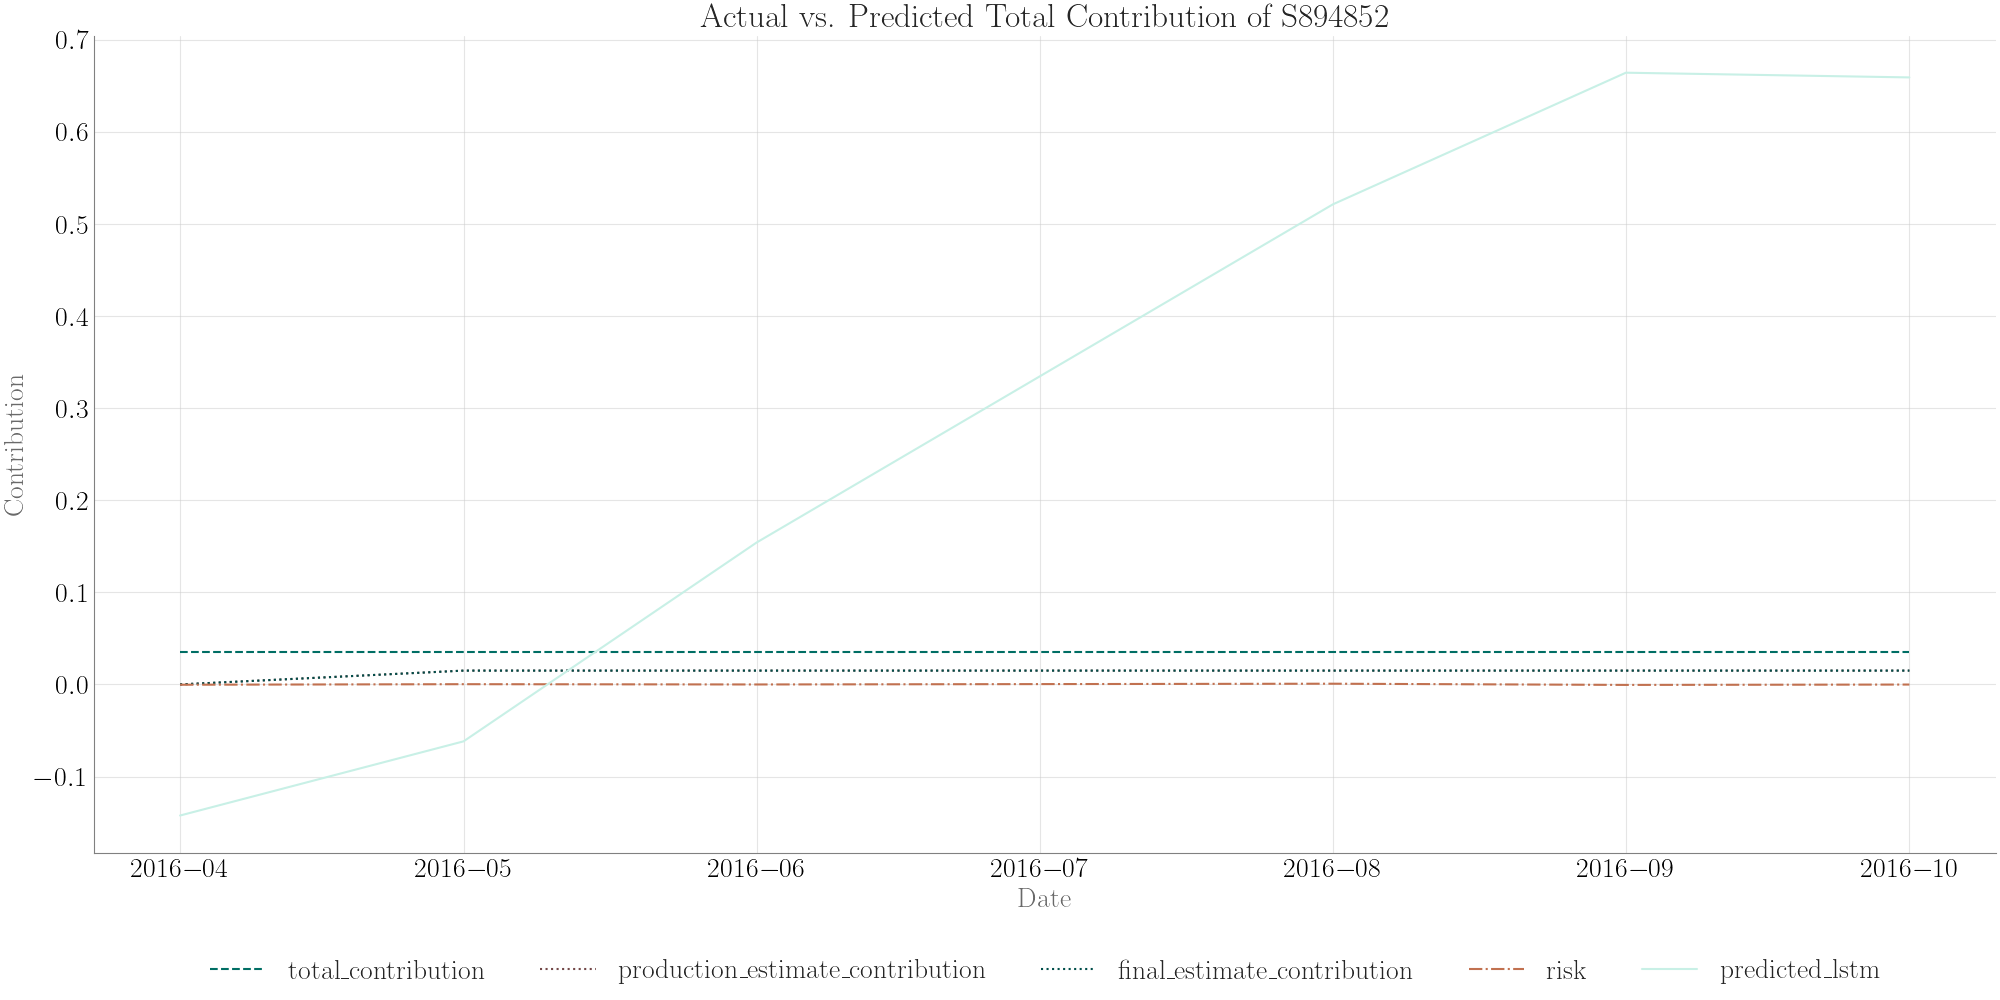 Actual vs. Predicted Total Contribution of S894852
0.7
0.6
0.5
0.4
0.3
0.2
0.1
0.0
−0.1
Contribution
2016−04 2016−05 2016−06 2016−07 2016−08 2016−09 2016−10
Date
total_contribution production_estimate_contribution final_estimate_contribution risk predicted_lstm